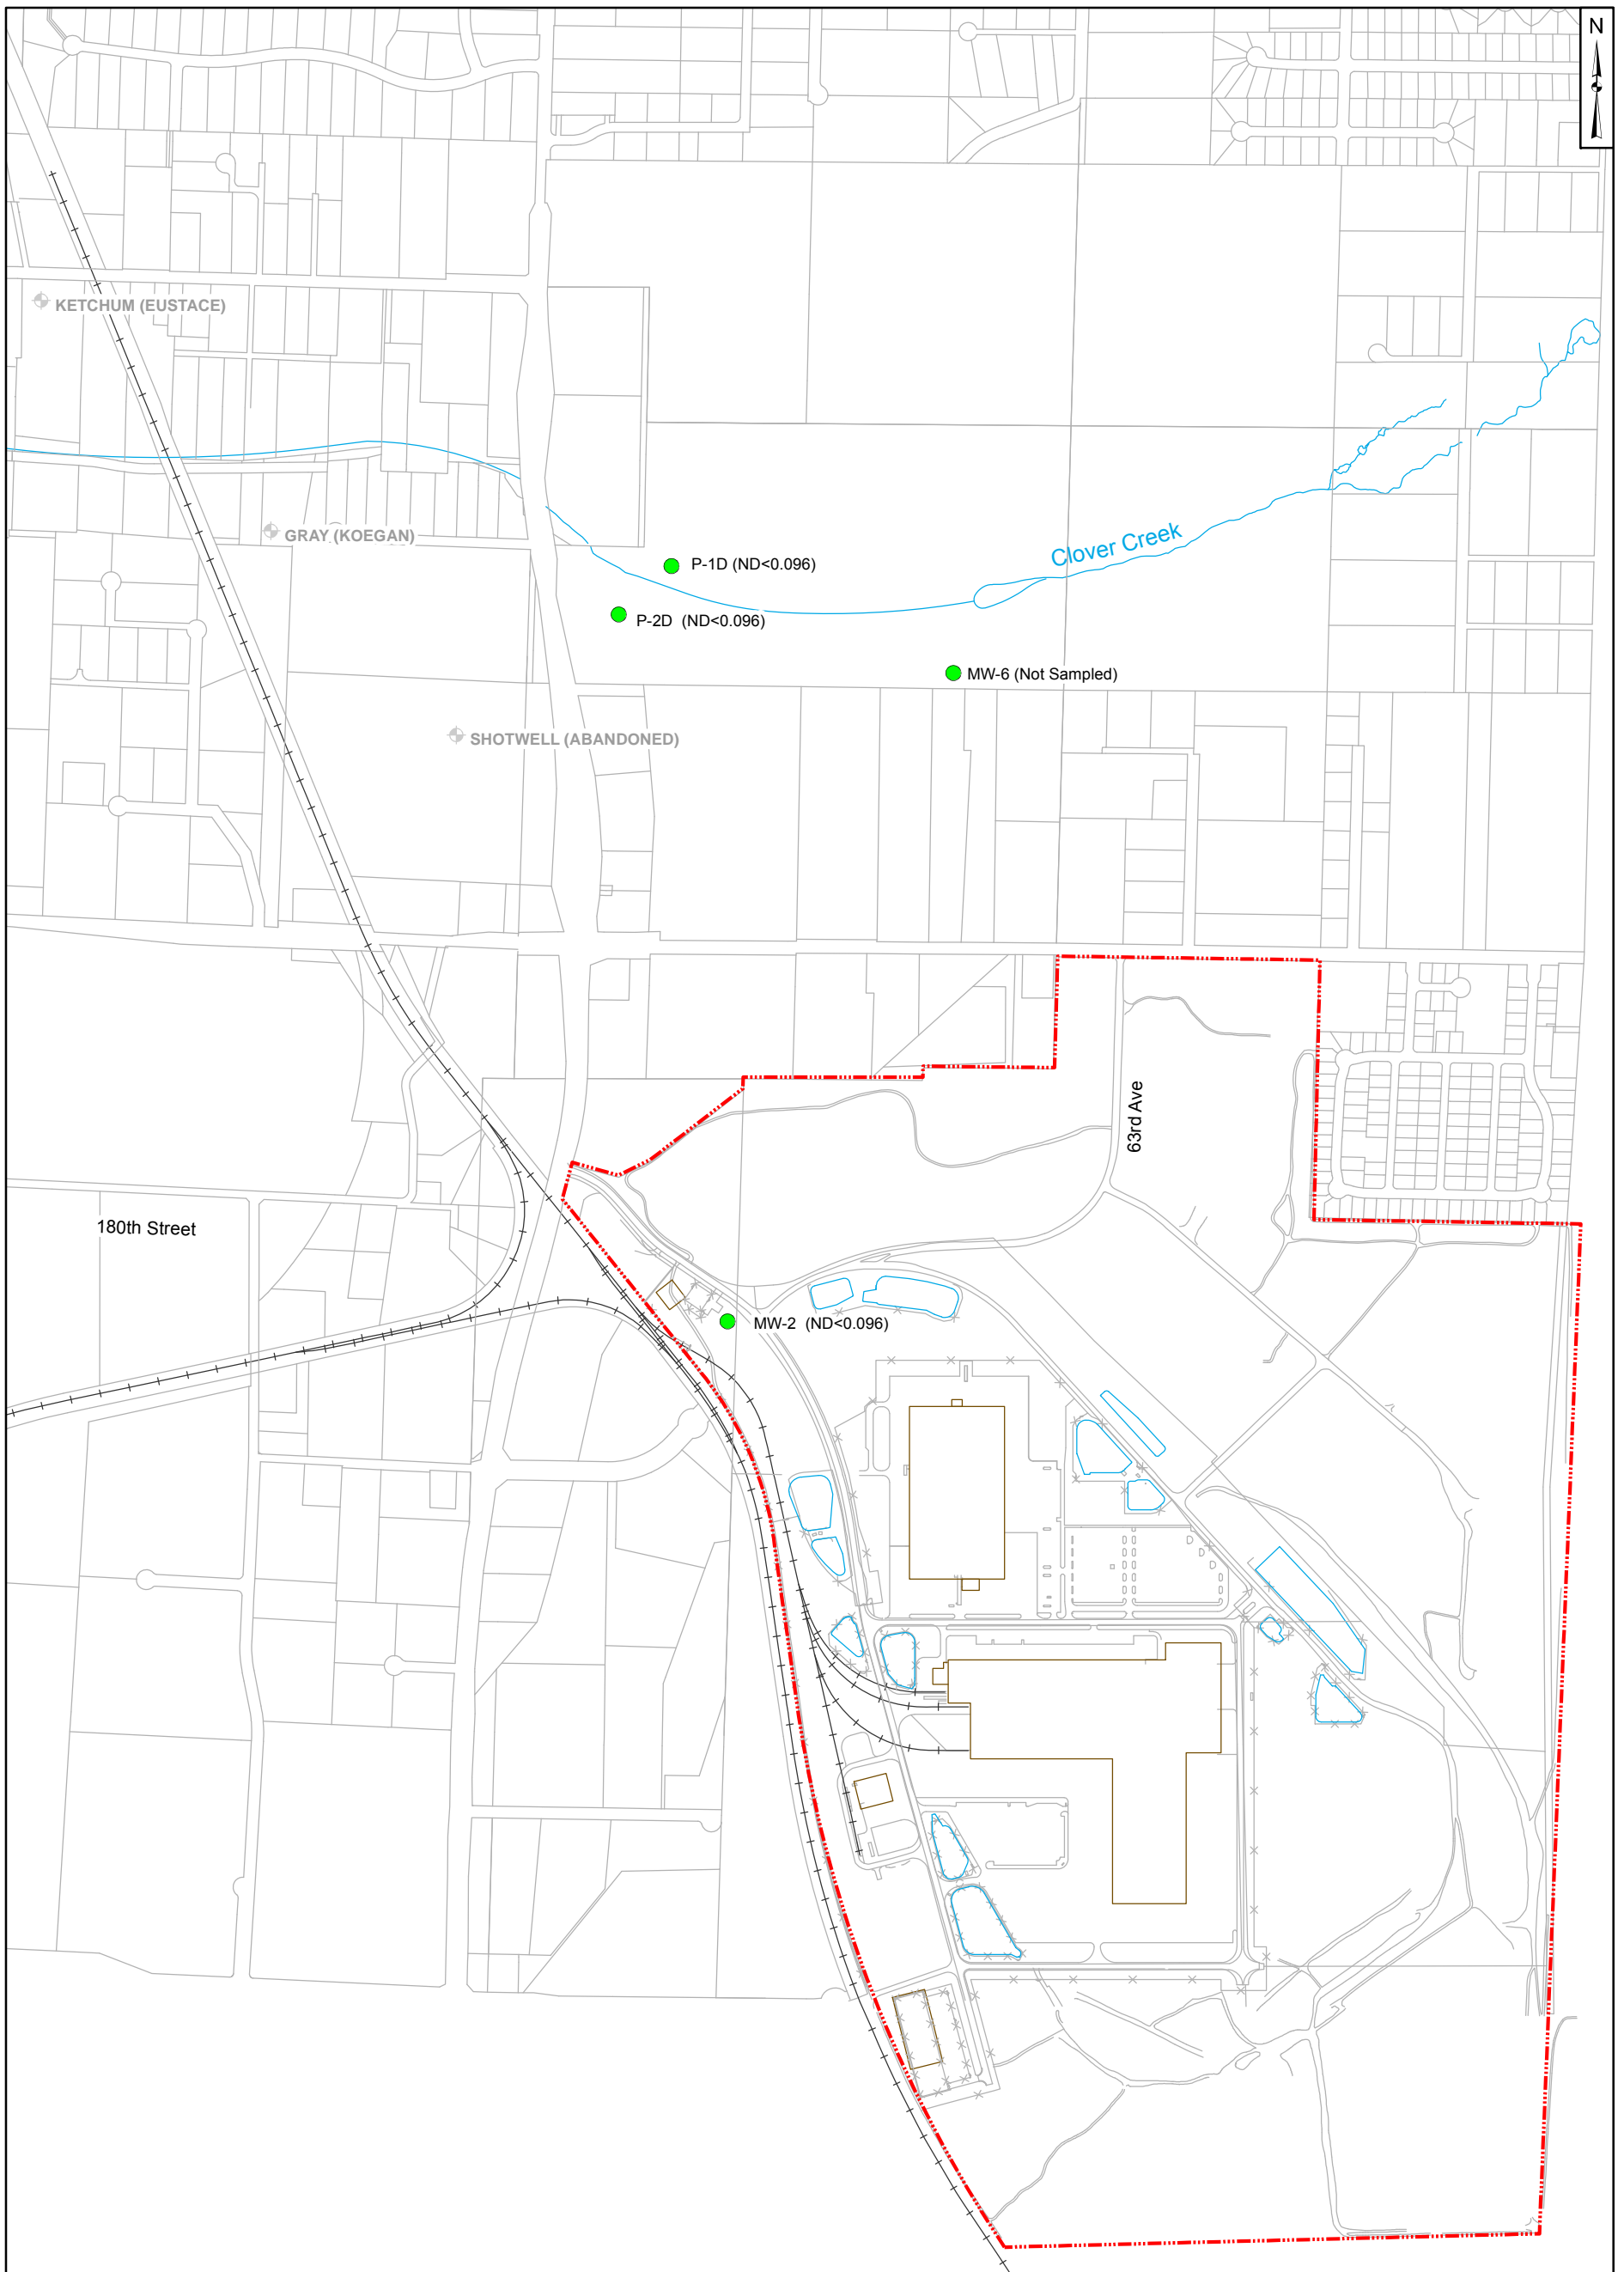 N
KETCHUM (EUSTACE)
GRAY (KOEGAN)
Clover Creek
P-1D (ND<0.096)
P-2D (ND<0.096)
MW-6 (Not Sampled)
SHOTWELL (ABANDONED)
63rd Ave
180th Street
MW-2 (ND<0.096)